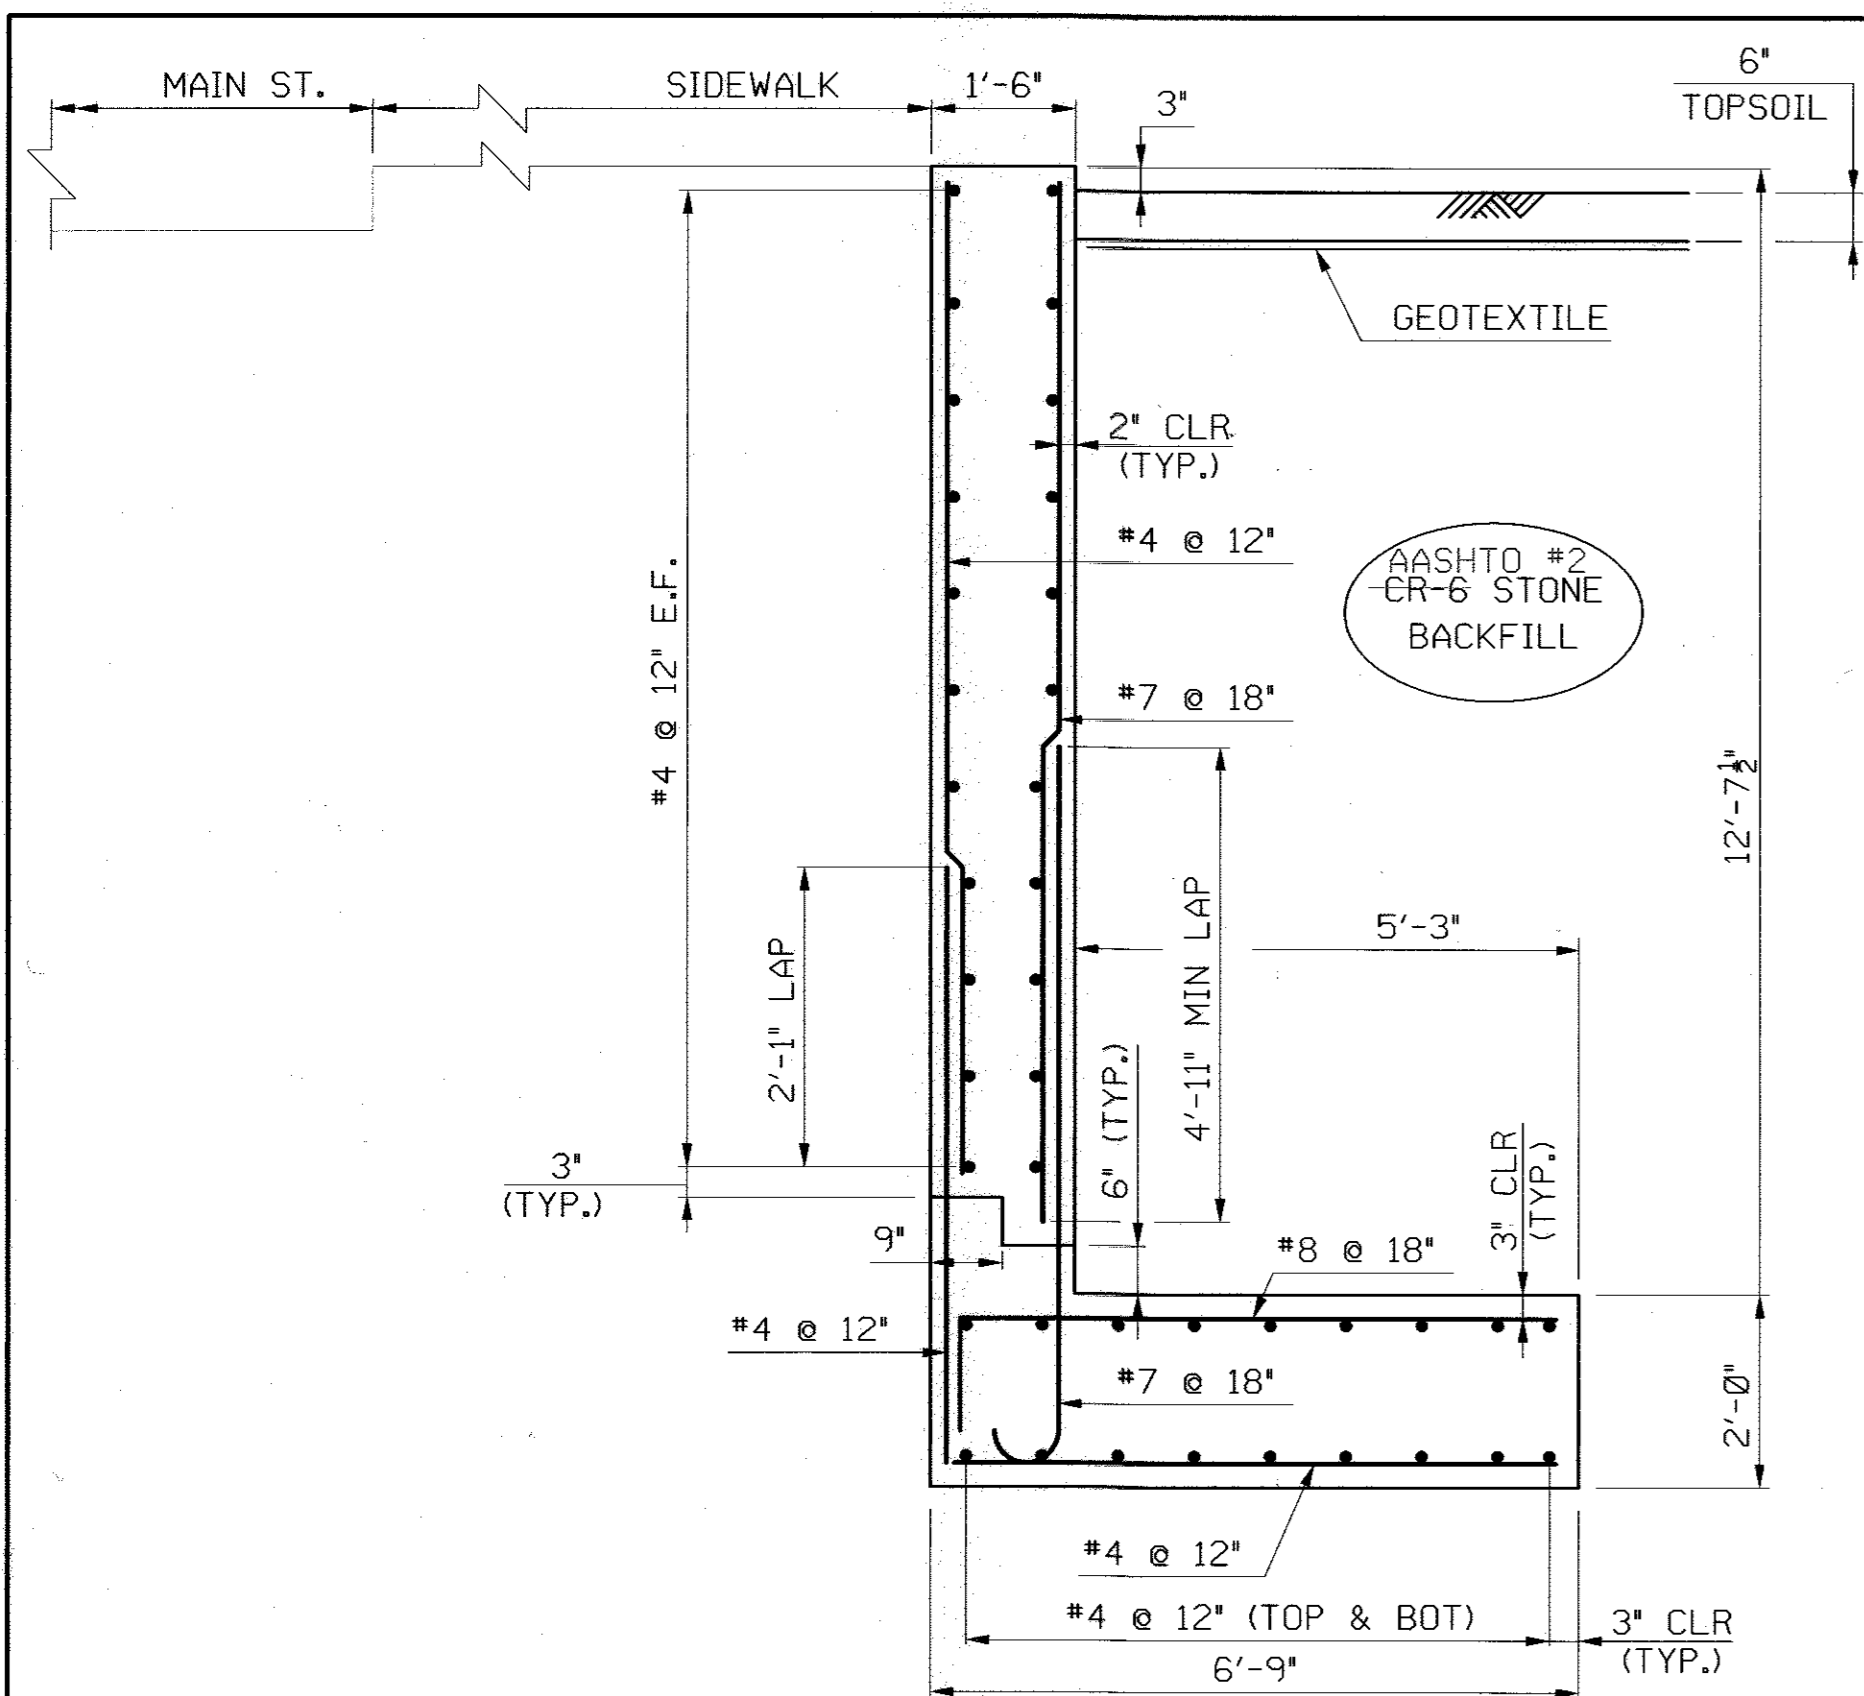 MAIN ST.
SIDEWALK
1'-6"
3"
6"
TOPSOIL
GEOTEXTILE
2" CLR
(TYP.)
#4 @ 12"
AASHTO #2
CR-6 STONE
BACKFILL
#4 @ 12" E.F.
#7 @ 18"
12'-7 1/2"
5'-3"
2'-1" LAP
4'-11" MIN LAP
6" (TYP.)
3" CLR
(TYP.)
3"
(TYP.)
9"
#8 @ 18"
#4 @ 12"
#7 @ 18"
2'-0"
#4 @ 12"
#4 @ 12" (TOP & BOT)
3" CLR
(TYP.)
6'-9"